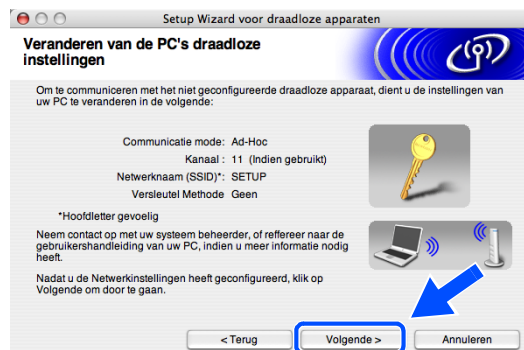 Setup Wizard voor draadloze apparaten
Veranderen van de PC's draadloze
instellingen
Om te communiceren met het niet geconfigureerde draadloze apparaat, dient u de instellingen van
uw PC te veranderen in de volgende:
Communicatie mode: Ad-Hoc
Kanaal : 11 (Indien gebruikt)
Netwerknaam (SSID)*: SETUP
Versleutel Methode Geen
*Hoofdletter gevoelig
Neem contact op met uw systeem beheerder, of reffereer naar de
gebruikershandleiding van uw PC, indien u meer informatie nodig
heeft.
Nadat u de Netwerkinstellingen heeft geconfigureerd, klik op
Volgende om door te gaan.
< Terug
Volgende >
Annuleren